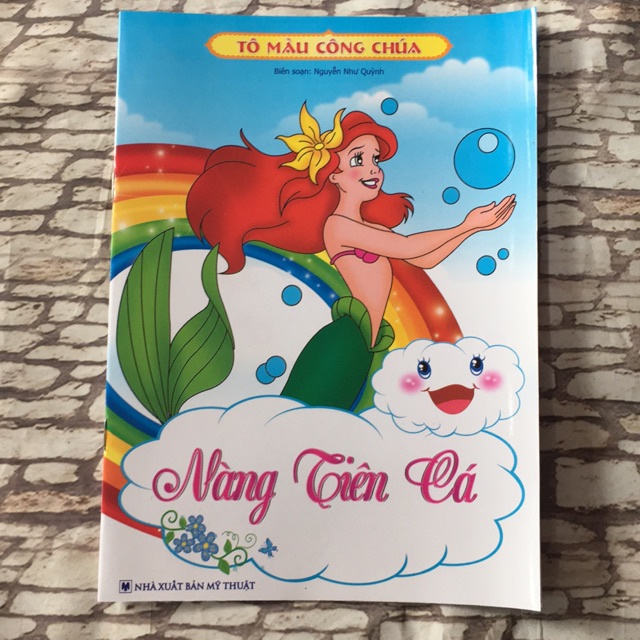 TÔ MÀU CÔNG CHÚA
Biên soạn: Nguyễn Như Quỳnh
Nàng Tiên Cá
NHÀ XUẤT BẢN MỸ THUẬT